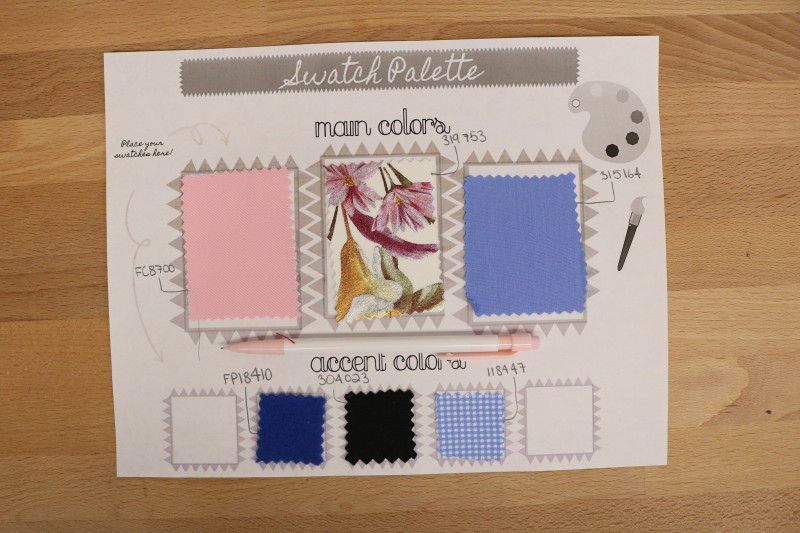 Swatch Palette
Place your
swatches here!
main colors
319753
315164
FC8700
accent colors
FP18410
304023
118447